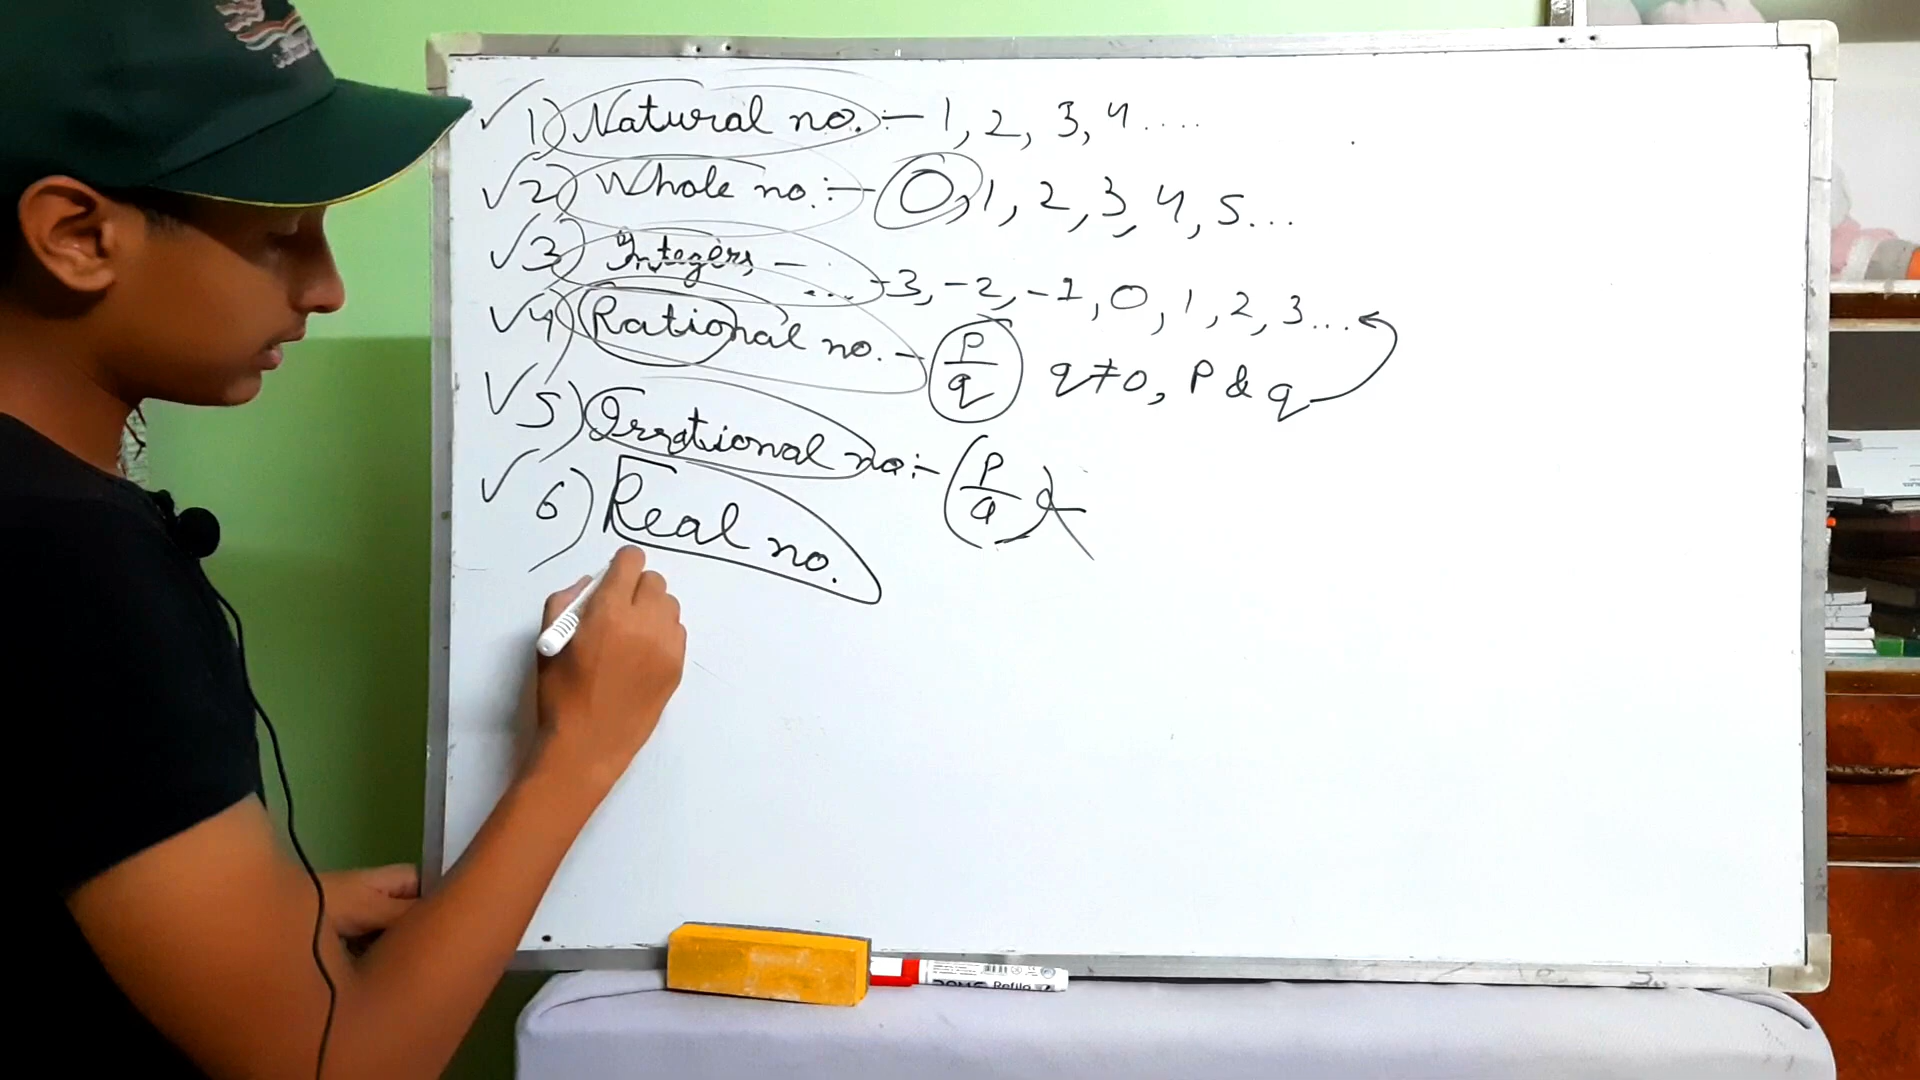 1) Natural no. :- 1, 2, 3, 4 ....
2) Whole no. :- 0, 1, 2, 3, 4, 5...
3) Integers - ... -3, -2, -1, 0, 1, 2, 3...
4) Rational no. - P/q q≠0, P & q
5) Irrational no :- (P/q)
6) Real no.
DOMS Refilo